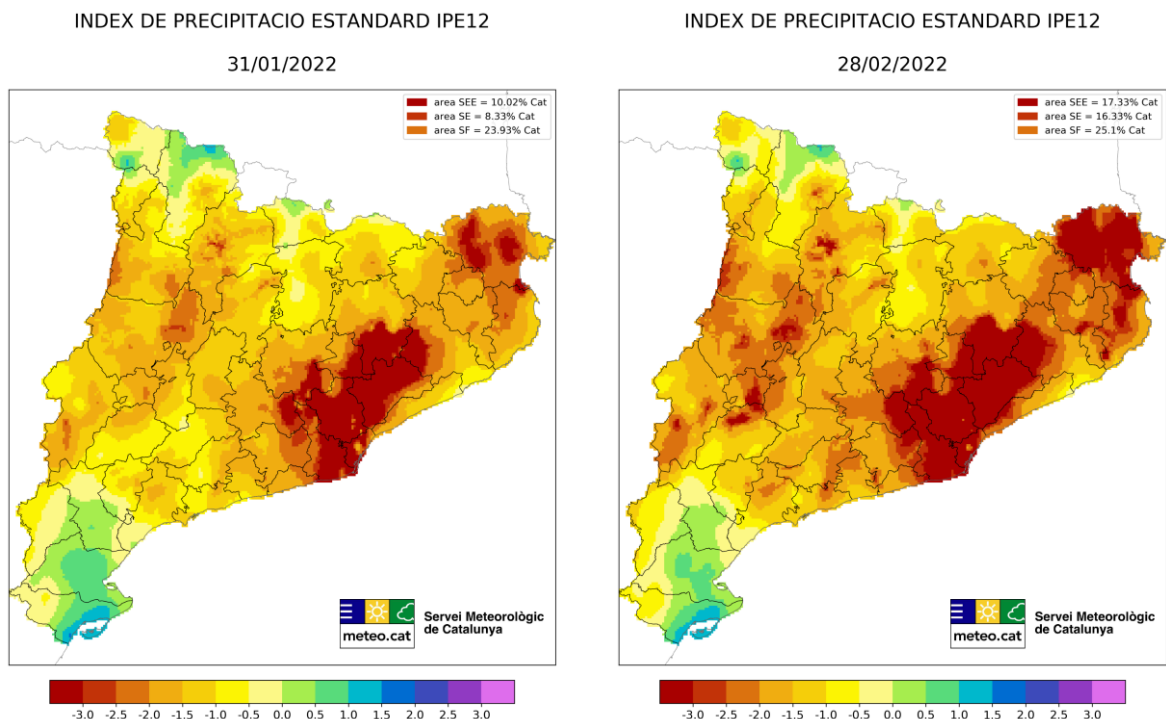 INDEX DE PRECIPITACIO ESTANDARD IPE12
31/01/2022
area SEE = 10.02% Cat
area SE = 8.33% Cat
area SF = 23.93% Cat
meteo.cat
Servei Meteorològic
de Catalunya
-3.0 -2.5 -2.0 -1.5 -1.0 -0.5 0.0 0.5 1.0 1.5 2.0 2.5 3.0
INDEX DE PRECIPITACIO ESTANDARD IPE12
28/02/2022
area SEE = 17.33% Cat
area SE = 16.33% Cat
area SF = 25.1% Cat
meteo.cat
Servei Meteorològic
de Catalunya
-3.0 -2.5 -2.0 -1.5 -1.0 -0.5 0.0 0.5 1.0 1.5 2.0 2.5 3.0